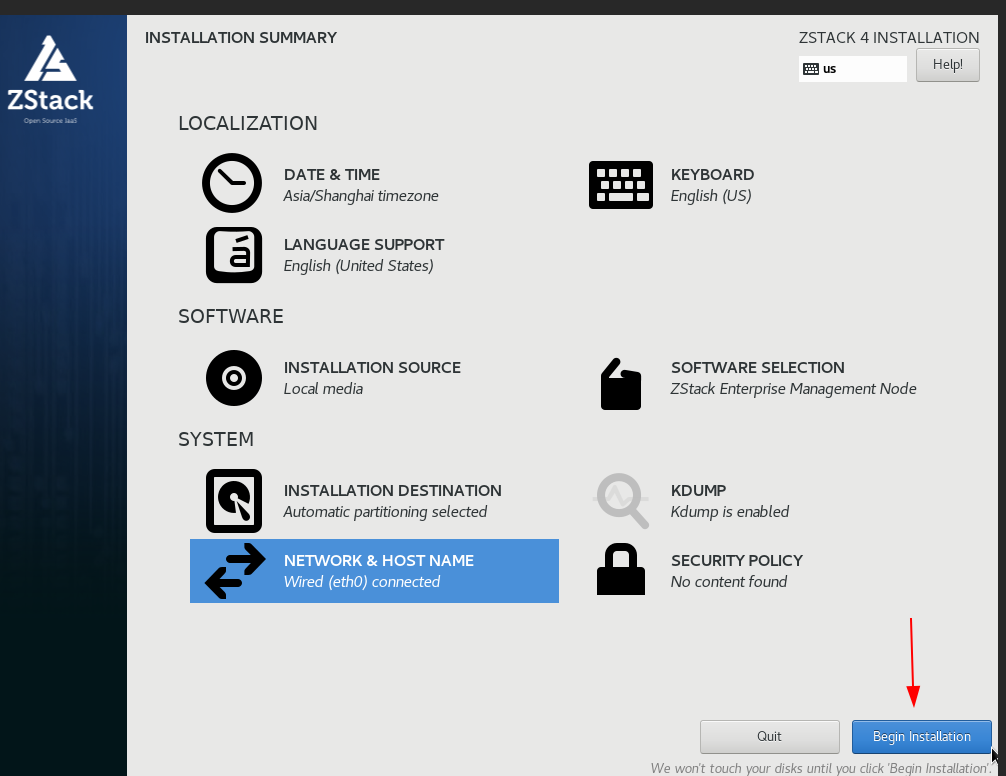 ZStack
Open Source IaaS
INSTALLATION SUMMARY
ZSTACK 4 INSTALLATION
us
Help!
LOCALIZATION
DATE & TIME
Asia/Shanghai timezone
KEYBOARD
English (US)
á
LANGUAGE SUPPORT
English (United States)
SOFTWARE
INSTALLATION SOURCE
Local media
SOFTWARE SELECTION
ZStack Enterprise Management Node
SYSTEM
INSTALLATION DESTINATION
Automatic partitioning selected
KDUMP
Kdump is enabled
NETWORK & HOST NAME
Wired (eth0) connected
SECURITY POLICY
No content found
Quit
Begin Installation
We won't touch your disks until you click 'Begin Installation'.